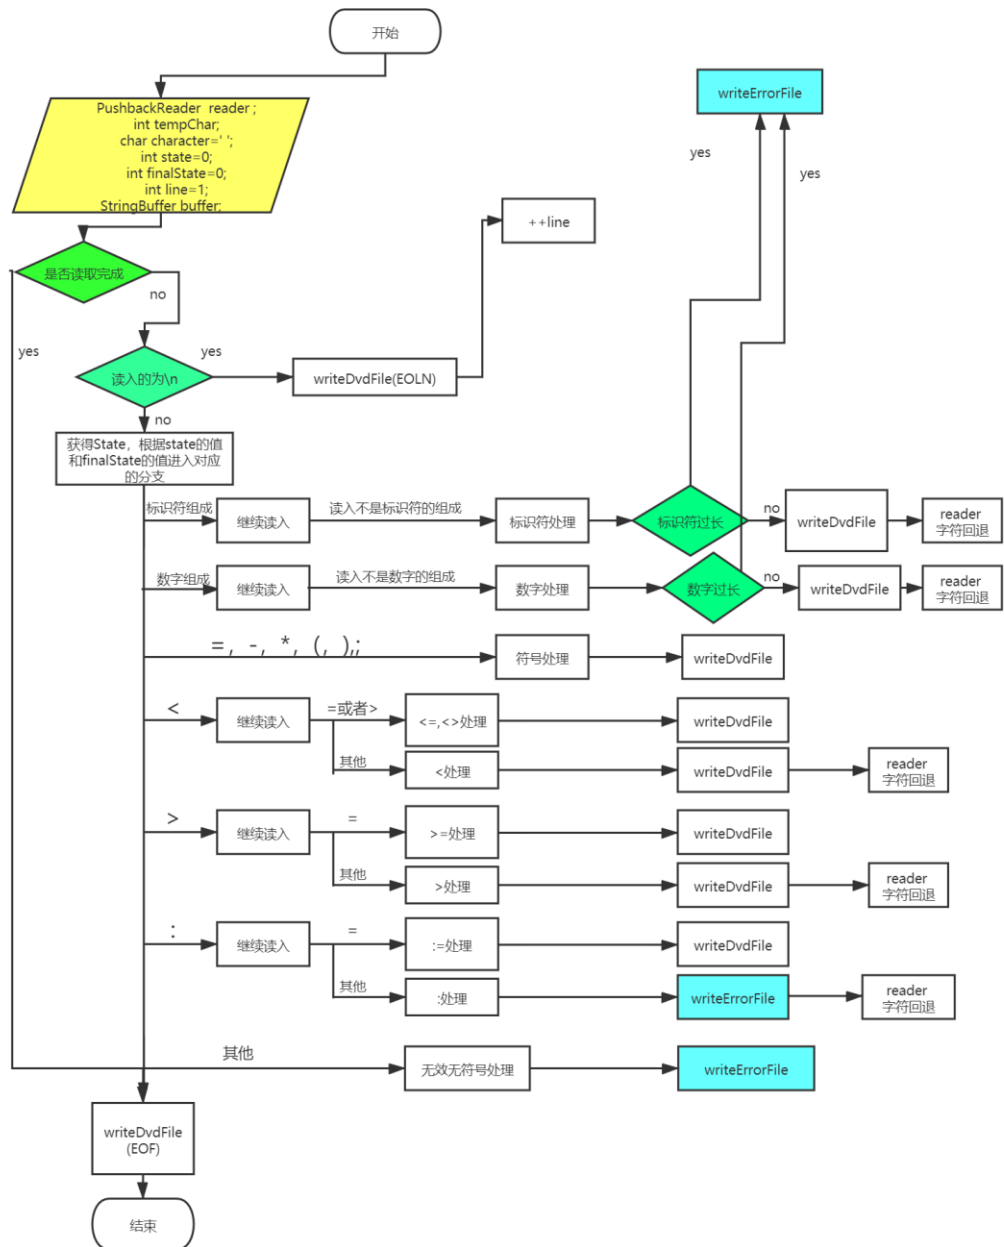 开始
PushbackReader reader ;
int tempChar;
char character=' ';
int state=0;
int finalState=0;
int line=1;
StringBuffer buffer;
writeErrorFile
yes
yes
++line
是否读取完成
no
yes
读入的为\n
yes
writeDvdFile(EOLN)
no
获得State，根据state的值
和finalState的值进入对应
的分支
标识符组成
继续读入
读入不是标识符的组成
标识符处理
标识符过长
no
writeDvdFile
reader
字符回退
数字组成
继续读入
读入不是数字的组成
数字处理
数字过长
no
writeDvdFile
reader
字符回退
=，-，*，(，),;
符号处理
writeDvdFile
<
继续读入
=或者>
<=,<>处理
writeDvdFile
其他
<处理
writeDvdFile
reader
字符回退
>
继续读入
=
>=处理
writeDvdFile
其他
>处理
writeDvdFile
reader
字符回退
:
继续读入
=
:=处理
writeDvdFile
其他
:处理
writeErrorFile
reader
字符回退
其他
无效无符号处理
writeErrorFile
writeDvdFile
(EOF)
结束